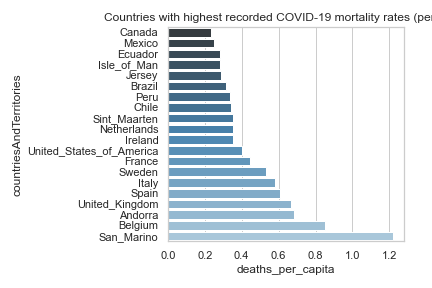 Countries with highest recorded COVID-19 mortality rates (per
Canada
Mexico
Ecuador
Isle_of_Man
Jersey
Brazil
Peru
Chile
Sint_Maarten
Netherlands
Ireland
United_States_of_America
France
Sweden
Italy
Spain
United_Kingdom
Andorra
Belgium
San_Marino
countriesAndTerritories
0.0 0.2 0.4 0.6 0.8 1.0 1.2
deaths_per_capita